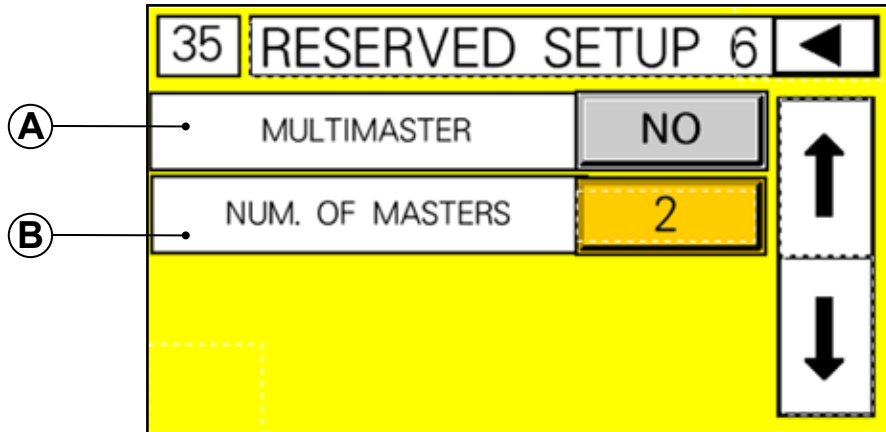 35 RESERVED SETUP 6
A MULTIMASTER NO
B NUM. OF MASTERS 2